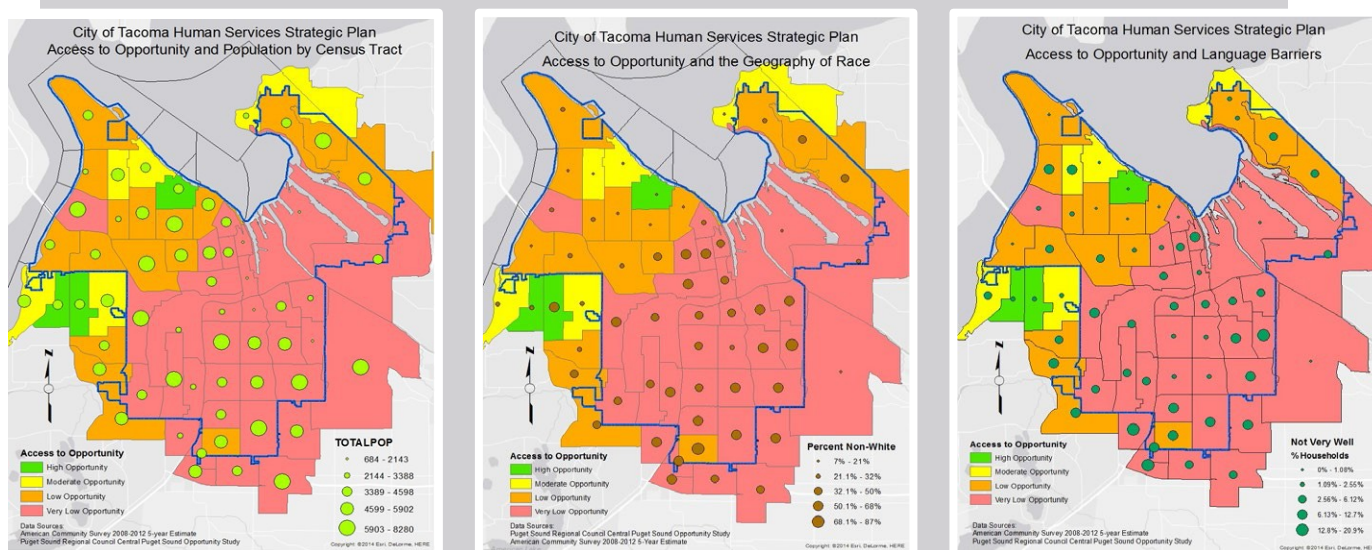 City of Tacoma Human Services Strategic Plan
Access to Opportunity and Population by Census Tract
N
Access to Opportunity
High Opportunity
Moderate Opportunity
Low Opportunity
Very Low Opportunity
TOTALPOP
684 - 2143
2144 - 3388
3389 - 4598
4599 - 5902
5903 - 8280
Data Sources:
American Community Survey 2008-2012 5-year Estimate
Puget Sound Regional Council Central Puget Sound Opportunity Study
Copyright ©2014 Esri, DeLorme, HERE
City of Tacoma Human Services Strategic Plan
Access to Opportunity and the Geography of Race
N
Access to Opportunity
High Opportunity
Moderate Opportunity
Low Opportunity
Very Low Opportunity
Percent Non-White
7% - 21%
21.1% - 32%
32.1% - 50%
50.1% - 68%
68.1% - 87%
Data Sources:
Puget Sound Regional Council Central Puget Sound Opportunity Study
American Community Survey 2008-2012 5-Year Estimate
Copyright ©2014 Esri, DeLorme, HERE
City of Tacoma Human Services Strategic Plan
Access to Opportunity and Language Barriers
N
Access to Opportunity
High Opportunity
Moderate Opportunity
Low Opportunity
Very Low Opportunity
Not Very Well
% Households
0% - 1.08%
1.09% - 2.55%
2.56% - 6.12%
6.13% - 12.7%
12.8% - 20.9%
Data Sources:
American Community Survey 2008-2012 5-year Estimate
Puget Sound Regional Council Central Puget Sound Opportunity Study
Copyright ©2014 Esri, DeLorme, HERE